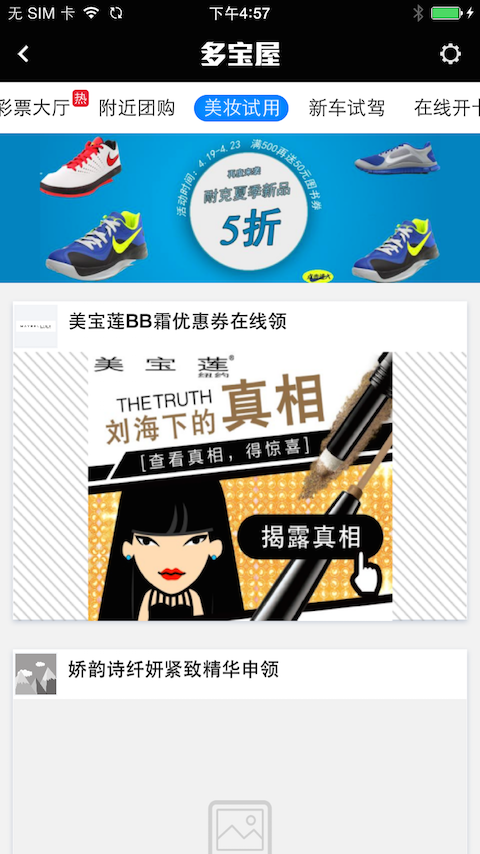 无 SIM 卡
下午4:57
多宝屋
彩票大厅
热
附近团购
美妆试用
新车试驾
在线开卡
活动时间：4.19-4.23 满500再送50元图书券
耐克夏季新品
5折
美宝莲BB霜优惠券在线领
美宝莲®
纽约
THE TRUTH
刘海下的真相
[查看真相，得惊喜]
揭露真相
娇韵诗纤妍紧致精华申领